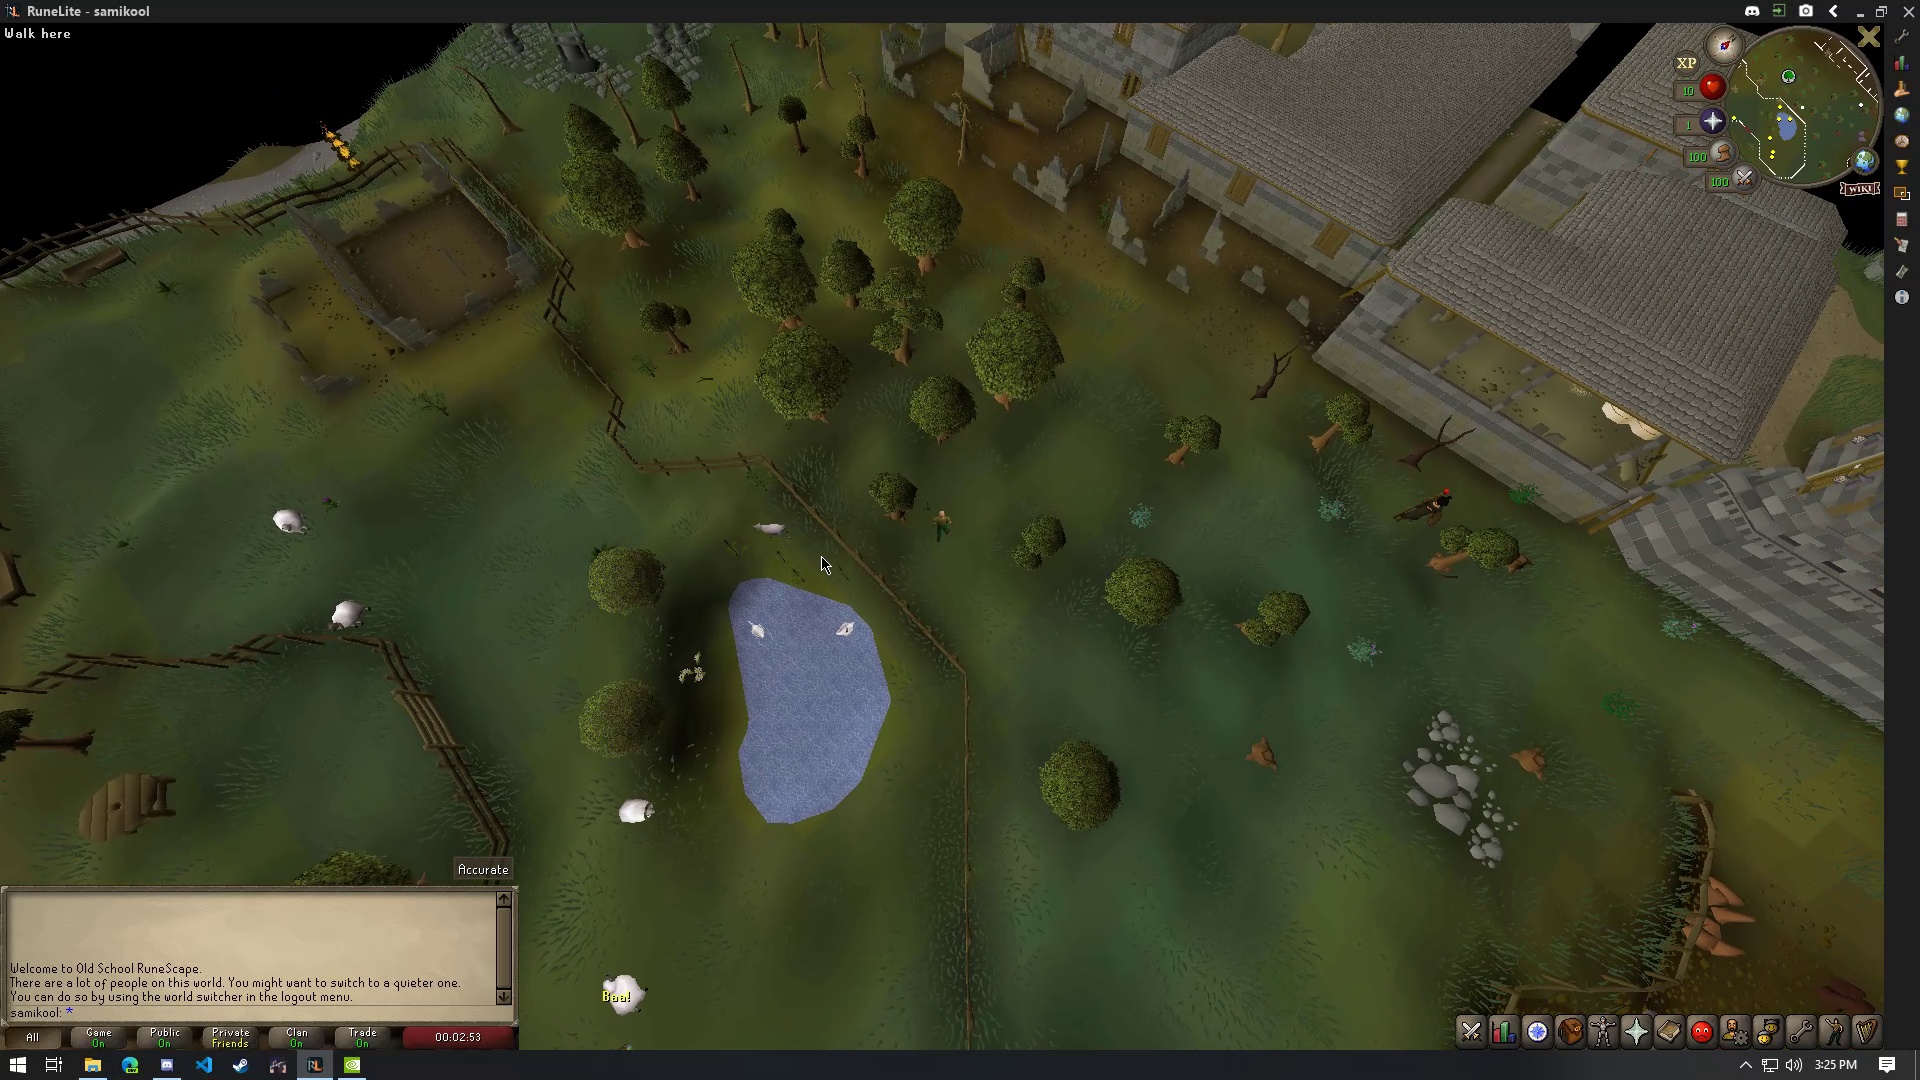 RuneLite - samikool
Walk here
XP
10
1
100
100
WIKI
Baa!
Accurate
Welcome to Old School RuneScape.
There are a lot of people on this world. You might want to switch to a quieter one.
You can do so by using the world switcher in the logout menu.
samikool: *
All
Game
On
Public
On
Private
Friends
Clan
On
Trade
On
00:02:53
3:25 PM